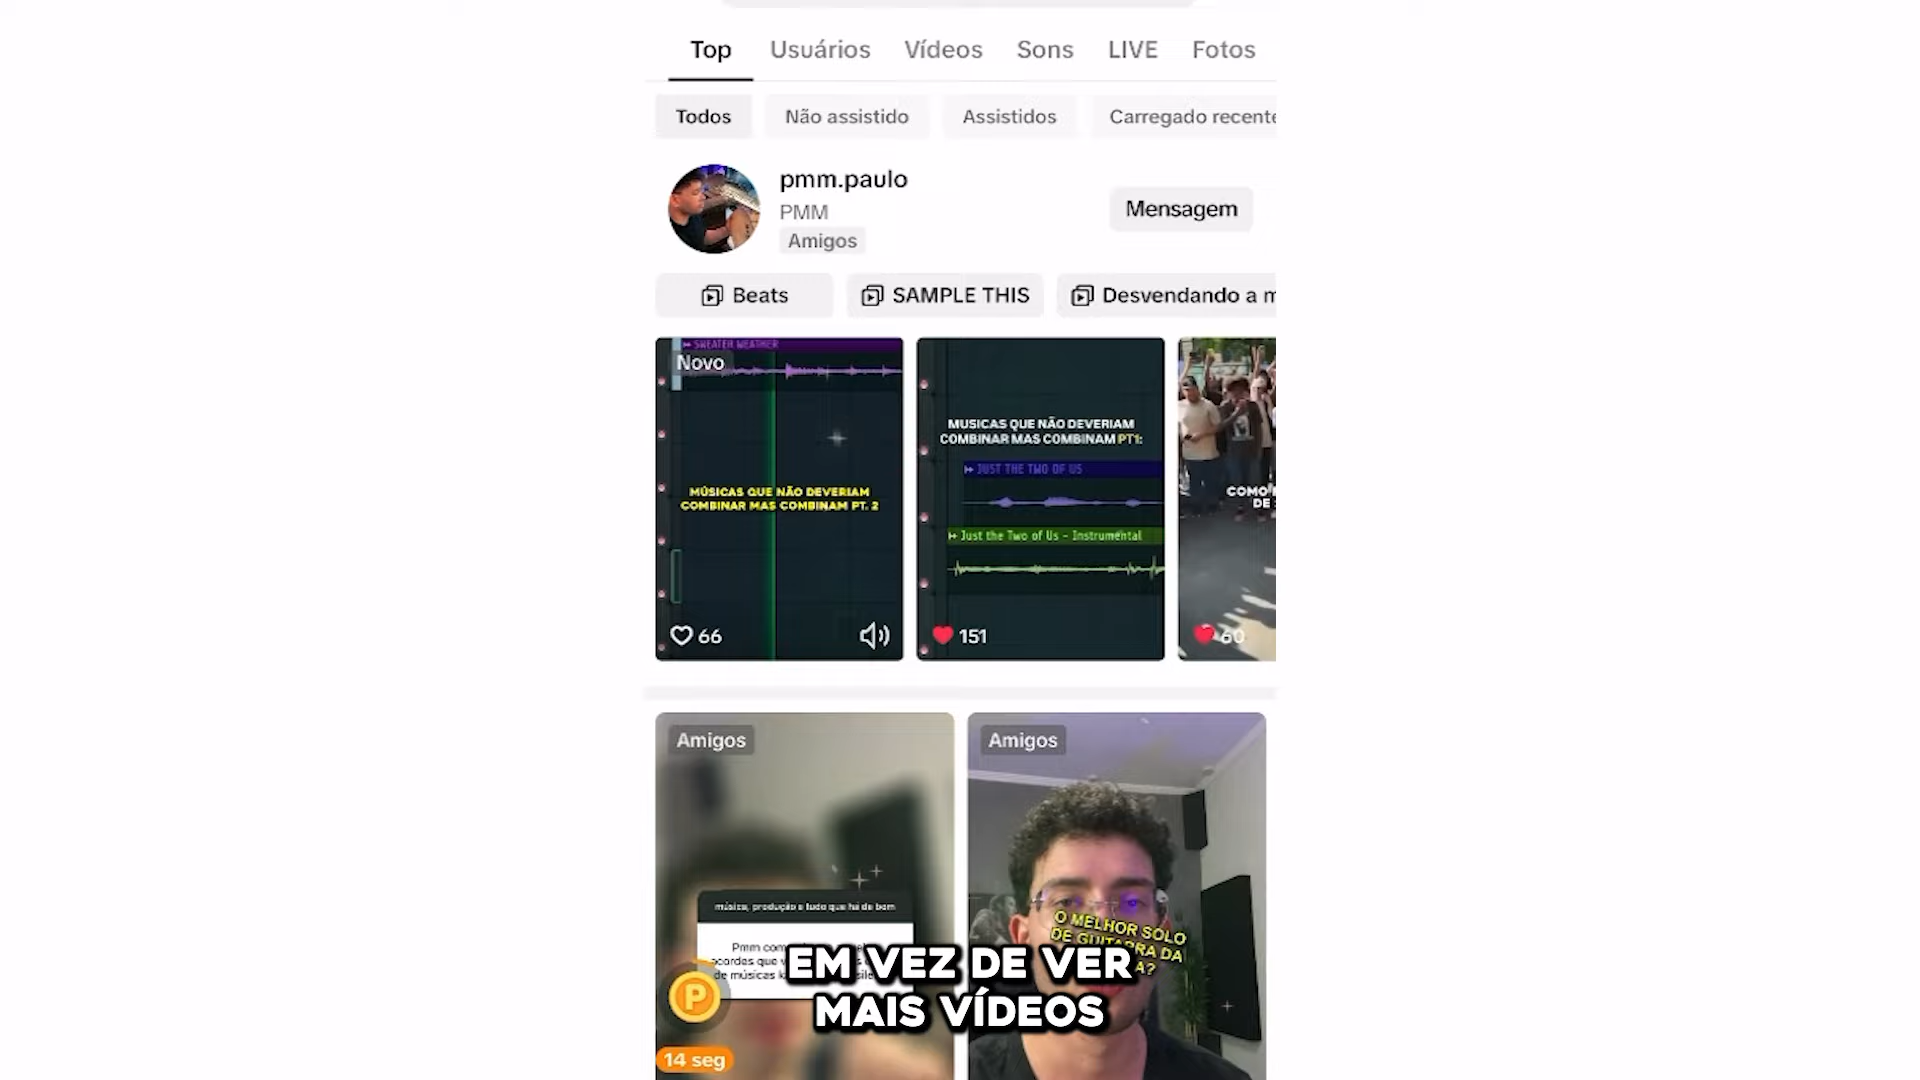 Top Usuários Vídeos Sons LIVE Fotos
Todos Não assistido Assistidos Carregado recente
pmm.paulo
PMM
Amigos
Mensagem
Beats SAMPLE THIS Desvendando a m
SWEATER WEATHER
Novo
MÚSICAS QUE NÃO DEVERIAM
COMBINAR MAS COMBINAM PT. 2
66
MUSICAS QUE NÃO DEVERIAM
COMBINAR MAS COMBINAM PT1:
JUST THE TWO OF US
Just the Two of Us - Instrumental
151
COMO
DE
60
Amigos
música, produção e tudo que há de bom
Pmm com
acordes que
de músicas
P
14 seg
Amigos
O MELHOR SOLO
DE GUITARRA DA
A?
EM VEZ DE VER
MAIS VÍDEOS